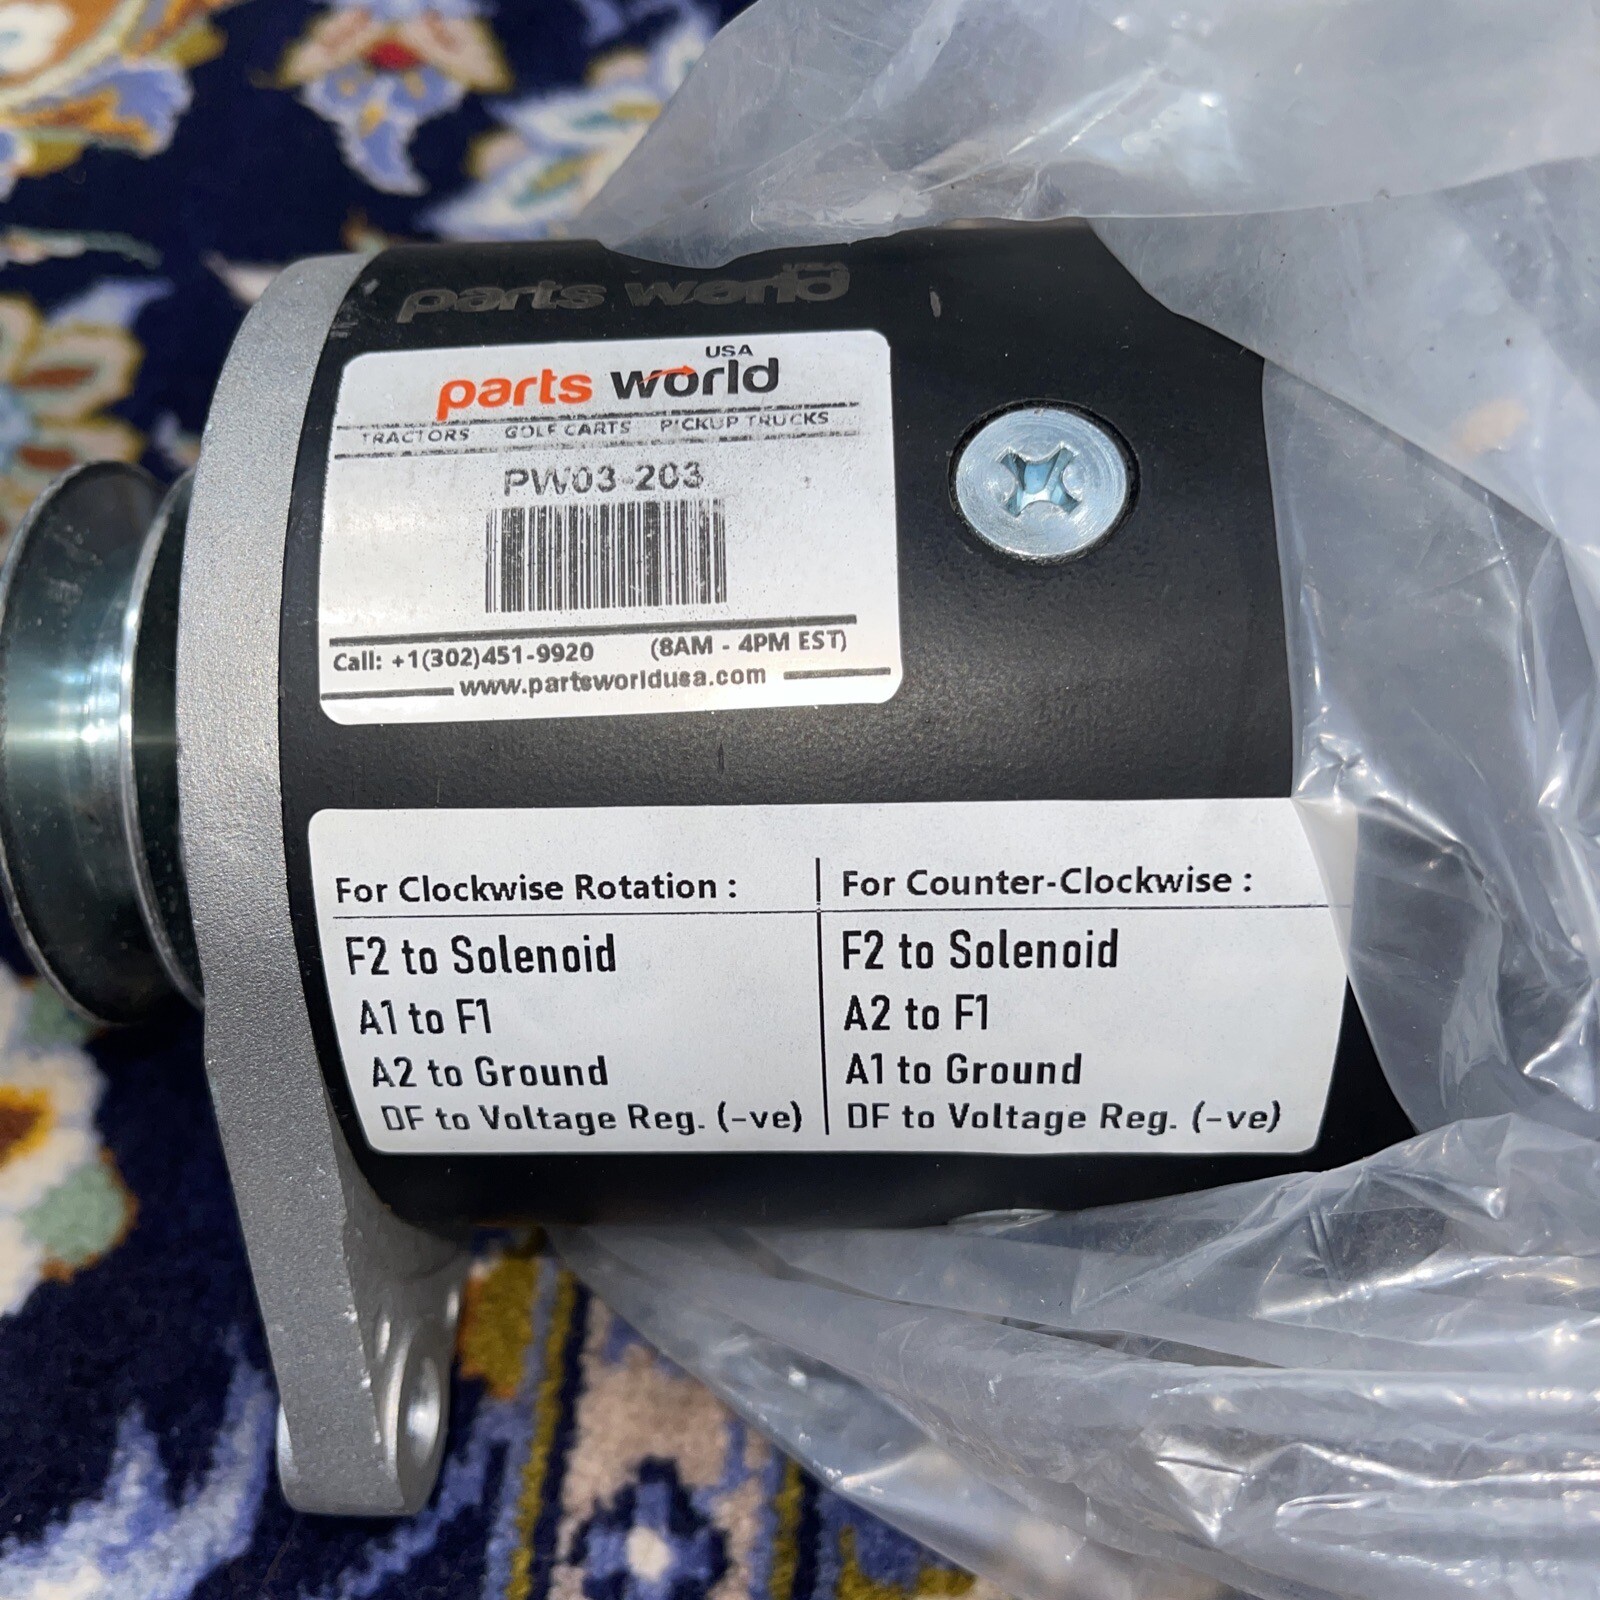 parts world
USA
parts world
TRACTORS GOLF CARTS PICKUP TRUCKS
PW03-203
Call: +1(302)451-9920 (8AM - 4PM EST)
www.partsworldusa.com
For Clockwise Rotation :
F2 to Solenoid
A1 to F1
A2 to Ground
DF to Voltage Reg. (-ve)
For Counter-Clockwise :
F2 to Solenoid
A2 to F1
A1 to Ground
DF to Voltage Reg. (-ve)